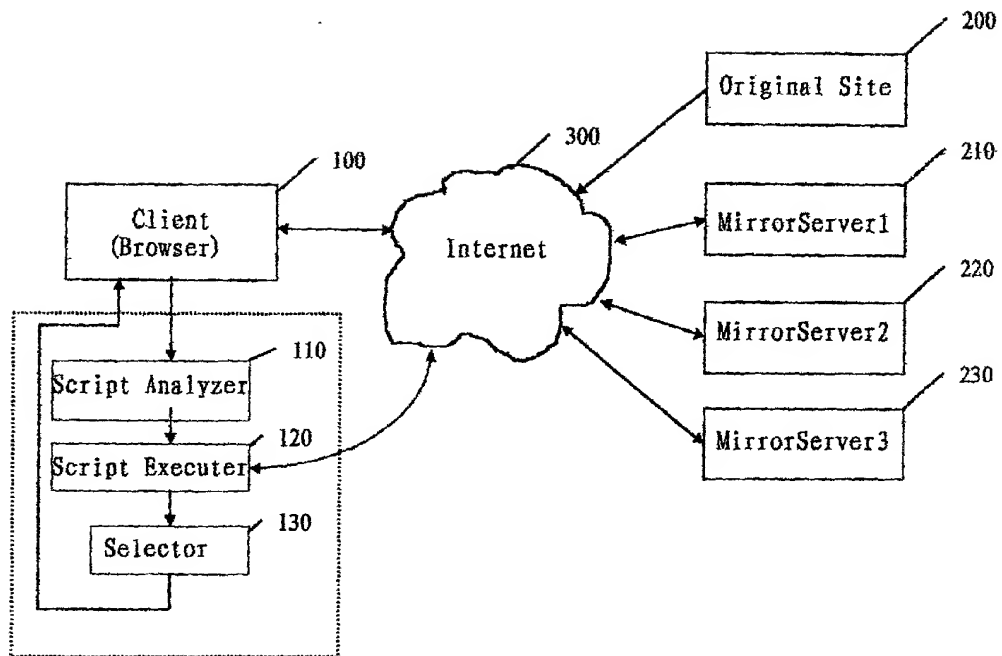 200
Original Site
300
210
100
MirrorServer1
Client
(Browser)
Internet
220
MirrorServer2
110
Script Analyzer
230
120
MirrorServer3
Script Executer
130
Selector